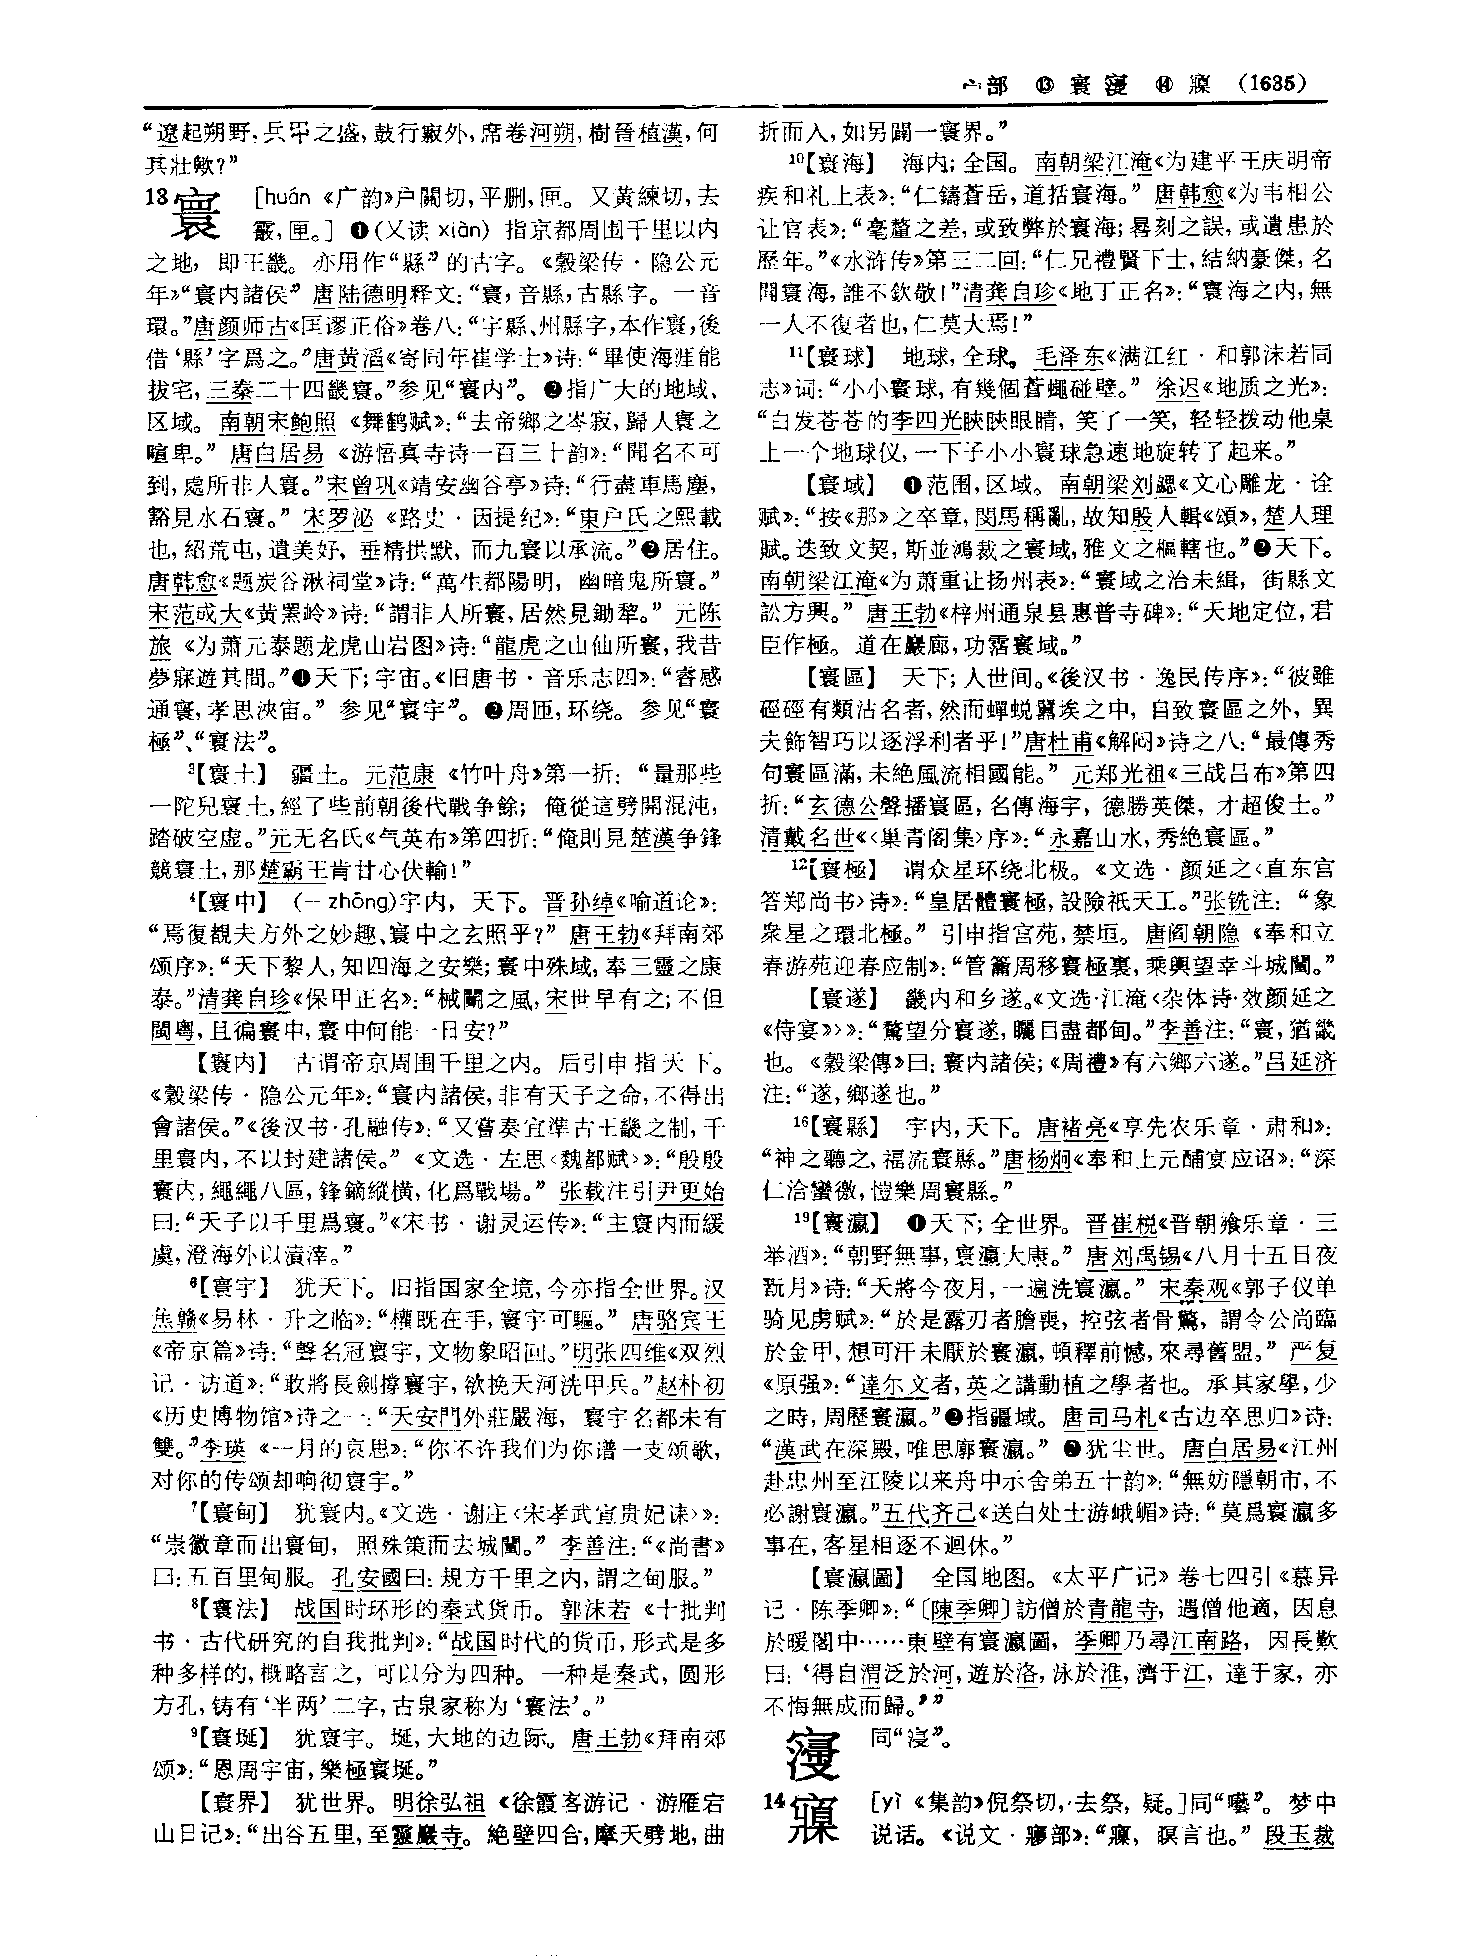 宀部 ⑬ 寰 寖 ⑭ 𡪢 （1635）
“遼起朔野，兵甲之盛，鼓行寰外，席卷河朔，樹晉植漢，何
其壯歟？”
13 寰 [huán 《广韵》户關切，平删，匣。又黄練切，去
霰，匣。] ❶(又读 xiàn) 指京都周围千里以内
之地，即王畿。亦用作“縣”的古字。《榖梁传·隐公元
年》“寰内諸侯” 唐陆德明释文：“寰，音縣，古縣字。一音
環。”唐颜师古《匡谬正俗》卷八：“宇縣、州縣字，本作寰，後
借‘縣’字爲之。”唐黄滔《寄同年崔学士》诗：“畢使海涯能
拔宅，三秦二十四畿寰。”参见“寰内”。❷指广大的地域、
区域。南朝宋鲍照《舞鹤赋》：“去帝鄉之岑寂，歸人寰之
喧卑。” 唐白居易《游悟真寺诗一百三十韵》：“聞名不可
到，處所非人寰。”宋曾巩《靖安幽谷亭》诗：“行盡車馬塵，
豁見水石寰。” 宋罗泌《路史·因提纪》：“東户氏之熙載
也，紹荒屯，遺美好，垂精拱默，而九寰以承流。”❷居住。
唐韩愈《题炭谷湫祠堂》诗：“萬生都陽明，幽暗鬼所寰。”
宋范成大《黄罴岭》诗：“謂非人所寰，居然見鋤犂。” 元陈
旅《为萧元泰题龙虎山岩图》诗：“龍虎之山仙所寰，我昔
夢寐遊其間。”❶天下；宇宙。《旧唐书·音乐志四》：“睿感
通寰，孝思浹宙。” 参见“寰宇”。❷周匝，环绕。参见“寰
極”、“寰法”。
³【寰土】 疆土。元范康《竹叶舟》第一折：“量那些
一陀兒寰土，經了些前朝後代戰争餘；俺從這劈開混沌，
踏破空虚。”元无名氏《气英布》第四折：“俺則見楚漢争鋒
競寰土，那楚霸王肯甘心伏輸！”
⁴【寰中】 (－zhōng)宇内，天下。晋孙绰《喻道论》：
“焉復覩夫方外之妙趣、寰中之玄照乎？” 唐王勃《拜南郊
颂序》：“天下黎人，知四海之安樂；寰中殊域，奉三靈之康
泰。”清龚自珍《保甲正名》：“械鬭之風，宋世早有之；不但
閩粤，且徧寰中，寰中何能一日安？”
【寰内】 古谓帝京周围千里之内。后引申指天下。
《榖梁传·隐公元年》：“寰内諸侯，非有天子之命，不得出
會諸侯。”《後汉书·孔融传》：“又嘗奏宜準古王畿之制，千
里寰内，不以封建諸侯。” 《文选·左思〈魏都赋〉》：“殷殷
寰内，繩繩八區，鋒鏑縱橫，化爲戰場。” 张载注引尹更始
曰：“天子以千里爲寰。”《宋书·谢灵运传》：“主寰内而緩
虞，澄海外以漬滓。”
⁶【寰宇】 犹天下。旧指国家全境，今亦指全世界。汉
焦赣《易林·升之临》：“權既在手，寰宇可驅。” 唐骆宾王
《帝京篇》诗：“聲名冠寰宇，文物象昭回。”明张四维《双烈
记·访道》：“敢將長劍撐寰宇，欲挽天河洗甲兵。”赵朴初
《历史博物馆》诗之一：“天安門外莊嚴海，寰宇名都未有
雙。”李瑛《一月的哀思》：“你不许我们为你谱一支颂歌，
对你的传颂却响彻寰宇。”
⁷【寰甸】 犹寰内。《文选·谢庄〈宋孝武宣贵妃诔〉》：
“崇徽章而出寰甸，照殊策而去城闉。” 李善注：“《尚書》
曰：五百里甸服。孔安國曰：規方千里之内，謂之甸服。”
⁸【寰法】 战国时环形的秦式货币。郭沫若《十批判
书·古代研究的自我批判》：“战国时代的货币，形式是多
种多样的，概略言之，可以分为四种。一种是秦式，圆形
方孔，铸有‘半两’二字，古泉家称为‘寰法’。”
⁹【寰埏】 犹寰宇。埏，大地的边际。唐王勃《拜南郊
颂》：“恩周宇宙，樂極寰埏。”
【寰界】 犹世界。明徐弘祖《徐霞客游记·游雁宕
山日记》：“出谷五里，至靈巖寺。絶壁四合，摩天劈地，曲
折而入，如另闢一寰界。”
¹⁰【寰海】 海内；全国。南朝梁江淹《为建平王庆明帝
疾和礼上表》：“仁鑄蒼岳，道括寰海。” 唐韩愈《为韦相公
让官表》：“毫釐之差，或致弊於寰海；晷刻之誤，或遺患於
歷年。”《水浒传》第三二回：“仁兄禮賢下士，結納豪傑，名
聞寰海，誰不欽敬！”清龚自珍《地丁正名》：“寰海之内，無
一人不復者也，仁莫大焉！”
¹¹【寰球】 地球，全球。毛泽东《满江红·和郭沫若同
志》词：“小小寰球，有幾個蒼蠅碰壁。” 徐迟《地质之光》：
“白发苍苍的李四光䀹䀹眼睛，笑了一笑，轻轻拨动他桌
上一个地球仪，一下子小小寰球急速地旋转了起来。”
【寰域】 ❶范围，区域。南朝梁刘勰《文心雕龙·诠
赋》：“按《那》之卒章，閔馬稱亂，故知殷人輯《頌》，楚人理
賦。迭致文契，斯並鴻裁之寰域，雅文之樞轄也。”❷天下。
南朝梁江淹《为萧重让扬州表》：“寰域之治未緝，街縣文
訟方興。” 唐王勃《梓州通泉县惠普寺碑》：“天地定位，君
臣作極。道在巖廊，功霑寰域。”
【寰區】 天下；人世间。《後汉书·逸民传序》：“彼雖
硜硜有類沽名者，然而蟬蜕囂埃之中，自致寰區之外，異
夫飾智巧以逐浮利者乎！”唐杜甫《解闷》诗之八：“最傳秀
句寰區滿，未絶風流相國能。” 元郑光祖《三战吕布》第四
折：“玄德公聲播寰區，名傳海宇，德勝英傑，才超俊士。”
清戴名世《〈巢青阁集〉序》：“永嘉山水，秀絶寰區。”
¹²【寰極】 谓众星环绕北极。《文选·颜延之〈直东宫
答郑尚书〉诗》：“皇居體寰極，設險祇天工。”张铣注：“象
衆星之環北極。” 引申指宫苑，禁垣。唐阎朝隐《奉和立
春游苑迎春应制》：“管籥周移寰極裏，乘輿望幸斗城闉。”
【寰遂】 畿内和乡遂。《文选·江淹〈杂体诗·效颜延之
《侍宴》〉》：“騖望分寰遂，矖目盡都甸。”李善注：“寰，猶畿
也。《榖梁傳》曰：寰内諸侯；《周禮》有六鄉六遂。”吕延济
注：“遂，鄉遂也。”
¹⁶【寰縣】 宇内，天下。唐褚亮《享先农乐章·肃和》：
“神之聽之，福流寰縣。”唐杨炯《奉和上元酺宴应诏》：“深
仁洽蠻徼，愷樂周寰縣。”
¹⁹【寰瀛】 ❶天下；全世界。晋崔棁《晋朝飨乐章·三
举酒》：“朝野無事，寰瀛大康。” 唐刘禹锡《八月十五日夜
翫月》诗：“天將今夜月，一遍洗寰瀛。” 宋秦观《郭子仪单
骑见虏赋》：“於是露刃者膽喪，控弦者骨驚，謂令公尚臨
於金甲，想可汗未厭於寰瀛，頓釋前憾，來尋舊盟。” 严复
《原强》：“達尔文者，英之講動植之學者也。承其家學，少
之時，周歷寰瀛。”❷指疆域。唐司马札《古边卒思归》诗：
“漢武在深殿，唯思廓寰瀛。” ❸犹尘世。唐白居易《江州
赴忠州至江陵以来舟中示舍弟五十韵》：“無妨隱朝市，不
必謝寰瀛。”五代齐己《送白处士游峨嵋》诗：“莫爲寰瀛多
事在，客星相逐不迴休。”
【寰瀛圖】 全国地图。《太平广记》卷七四引《慕异
记·陈季卿》：“〔陳季卿〕訪僧於青龍寺，遇僧他適，因息
於暖閣中……東壁有寰瀛圖，季卿乃尋江南路，因長歎
曰：‘得自渭泛於河，遊於洛，泳於淮，濟于江，達于家，亦
不悔無成而歸。’”
寖 同“寖”。
14 𡪢 [yì 《集韵》倪祭切，去祭，疑。]同“囈”。梦中
说话。《说文·㝱部》：“𡪢，瞑言也。” 段玉裁